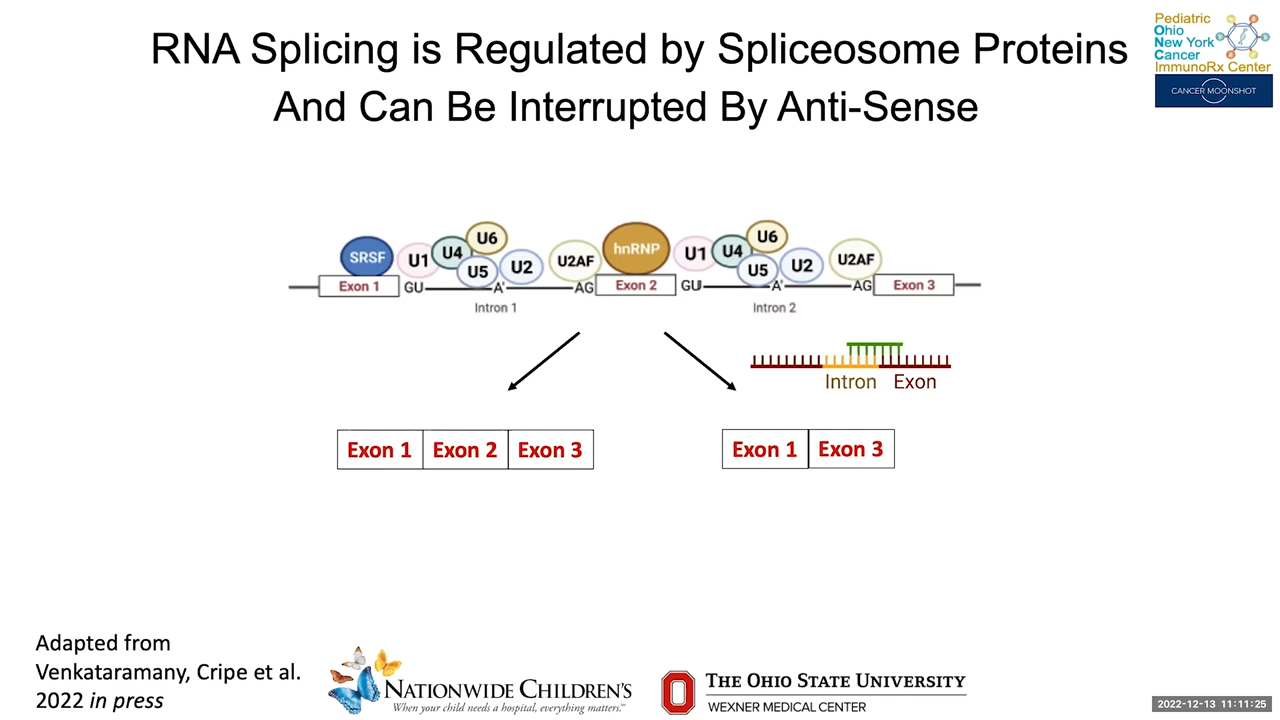 RNA Splicing is Regulated by Spliceosome Proteins
And Can Be Interrupted By Anti-Sense
Pediatric
Ohio
New York
Cancer
ImmunoRx Center
CANCER MOONSHOT
SRSF
U1
U4
U6
U5
U2
U2AF
hnRNP
U1
U4
U6
U5
U2
U2AF
Exon 1
GU
A'
AG
Exon 2
GU
A'
AG
Exon 3
Intron 1
Intron 2
Intron
Exon
Exon 1
Exon 2
Exon 3
Exon 1
Exon 3
Adapted from
Venkataramany, Cripe et al.
2022 in press
NATIONWIDE CHILDREN'S
When your child needs a hospital, everything matters.℠
THE OHIO STATE UNIVERSITY
WEXNER MEDICAL CENTER
2022-12-13 11:11:25